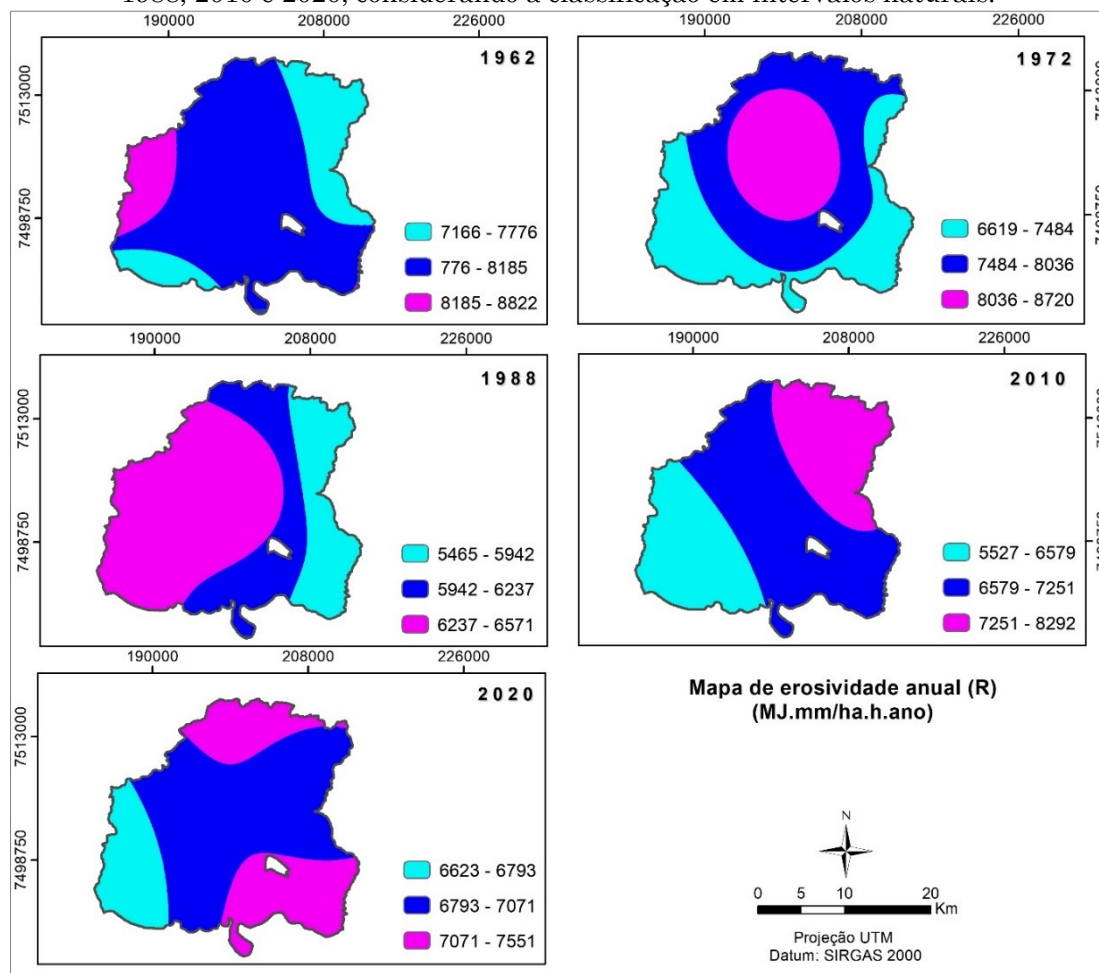 1988, 2010 e 2020, considerando a classificação em intervalos naturais.
190000 208000 226000
1962
7513000
7498750
7166 - 7776
776 - 8185
8185 - 8822
190000 208000 226000
1972
7513000
7498750
6619 - 7484
7484 - 8036
8036 - 8720
190000 208000 226000
1988
7513000
7498750
5465 - 5942
5942 - 6237
6237 - 6571
190000 208000 226000
2010
7513000
7498750
5527 - 6579
6579 - 7251
7251 - 8292
190000 208000 226000
2020
7513000
7498750
6623 - 6793
6793 - 7071
7071 - 7551
Mapa de erosividade anual (R)
(MJ.mm/ha.h.ano)
N
0 5 10 20
Km
Projeção UTM
Datum: SIRGAS 2000